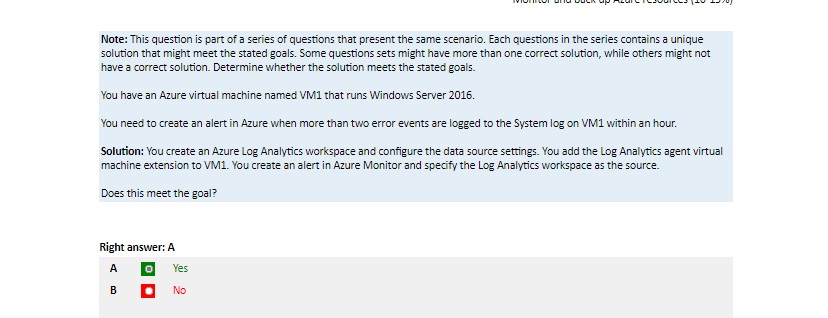 Monitor and back up Azure resources (10-15%)
Note: This question is part of a series of questions that present the same scenario. Each questions in the series contains a unique
solution that might meet the stated goals. Some questions sets might have more than one correct solution, while others might not
have a correct solution. Determine whether the solution meets the stated goals.
You have an Azure virtual machine named VM1 that runs Windows Server 2016.
You need to create an alert in Azure when more than two error events are logged to the System log on VM1 within an hour.
Solution: You create an Azure Log Analytics workspace and configure the data source settings. You add the Log Analytics agent virtual
machine extension to VM1. You create an alert in Azure Monitor and specify the Log Analytics workspace as the source.
Does this meet the goal?
Right answer: A
A Yes
B No